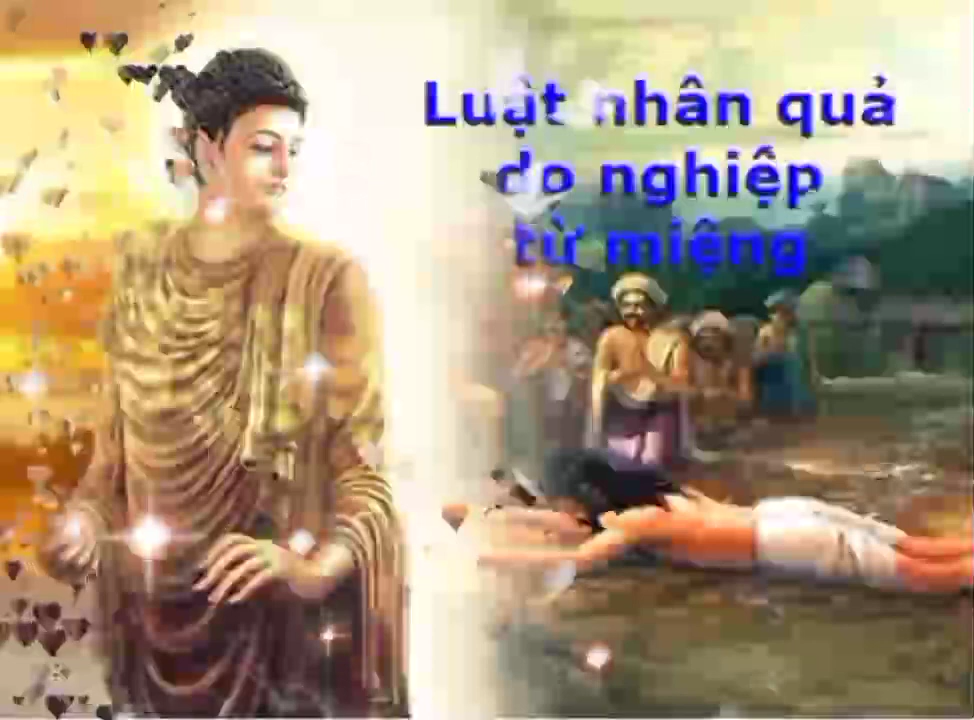 Luật nhân quả
do nghiệp
từ miệng